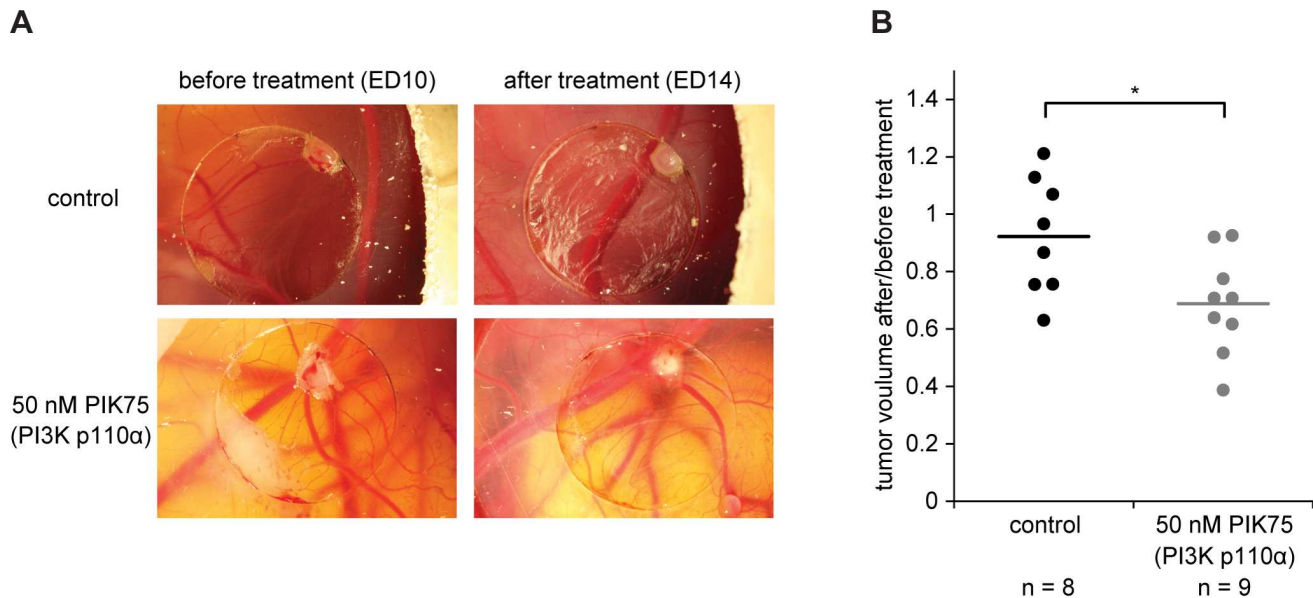 A
before treatment (ED10)
after treatment (ED14)
control
50 nM PIK75
(PI3K p110α)
B
tumor voulume after/before treatment
1.4
1.2
1
0.8
0.6
0.4
0.2
0
*
control
50 nM PIK75
(PI3K p110α)
n = 8
n = 9